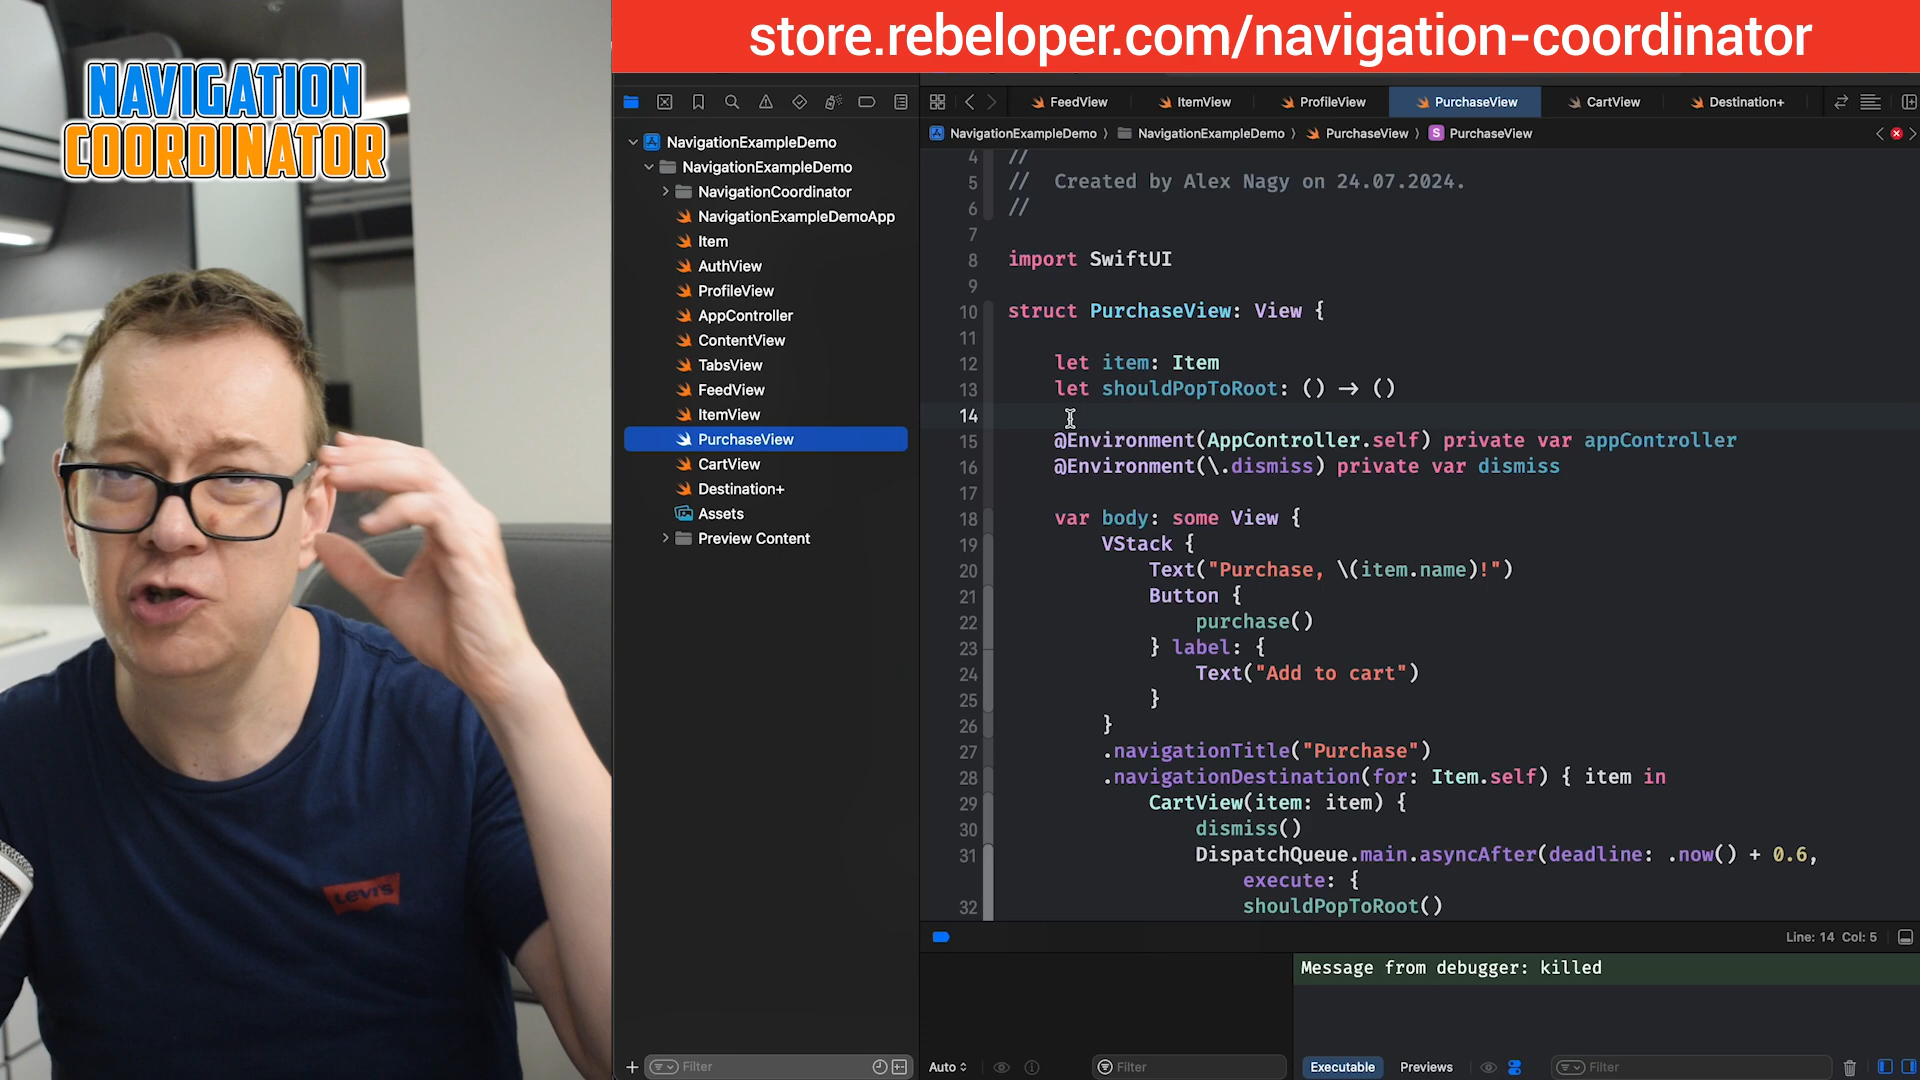 store.rebeloper.com/navigation-coordinator
NAVIGATION
COORDINATOR
Levi's
NavigationExampleDemo
NavigationExampleDemo
NavigationCoordinator
NavigationExampleDemoApp
Item
AuthView
ProfileView
AppController
ContentView
TabsView
FeedView
ItemView
PurchaseView
CartView
Destination+
Assets
Preview Content
Filter
FeedView ItemView ProfileView PurchaseView CartView Destination+
NavigationExampleDemo NavigationExampleDemo PurchaseView S PurchaseView
4 //
5 //  Created by Alex Nagy on 24.07.2024.
6 //
7
8 import SwiftUI
9
10 struct PurchaseView: View {
11
12 let item: Item
13 let shouldPopToRoot: () -> ()
14
15 @Environment(AppController.self) private var appController
16 @Environment(\.dismiss) private var dismiss
17
18 var body: some View {
19 VStack {
20 Text("Purchase, \(item.name)!")
21 Button {
22 purchase()
23 } label: {
24 Text("Add to cart")
25 }
26 }
27 .navigationTitle("Purchase")
28 .navigationDestination(for: Item.self) { item in
29 CartView(item: item) {
30 dismiss()
31 DispatchQueue.main.asyncAfter(deadline: .now() + 0.6,
execute: {
32 shouldPopToRoot()
Line: 14 Col: 5
Message from debugger: killed
Auto
Filter
Executable Previews
Filter